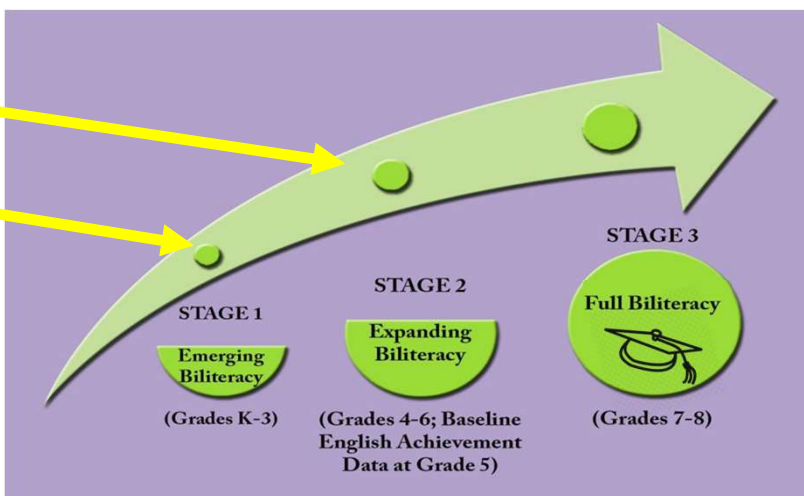 STAGE 1
Emerging
Biliteracy
(Grades K-3)
STAGE 2
Expanding
Biliteracy
(Grades 4-6; Baseline
English Achievement
Data at Grade 5)
STAGE 3
Full Biliteracy
(Grades 7-8)